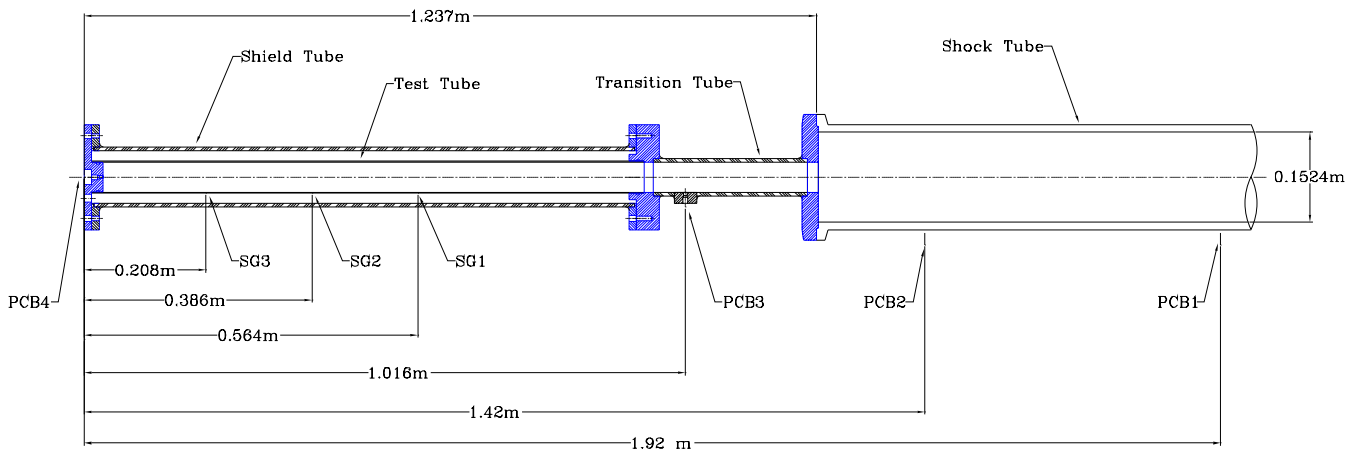 1.237m
Shock Tube
Shield Tube
Test Tube
Transition Tube
0.1524m
SG3
SG2
SG1
0.208m
PCB4
0.386m
PCB3
PCB2
PCB1
0.564m
1.016m
1.42m
1.92 m